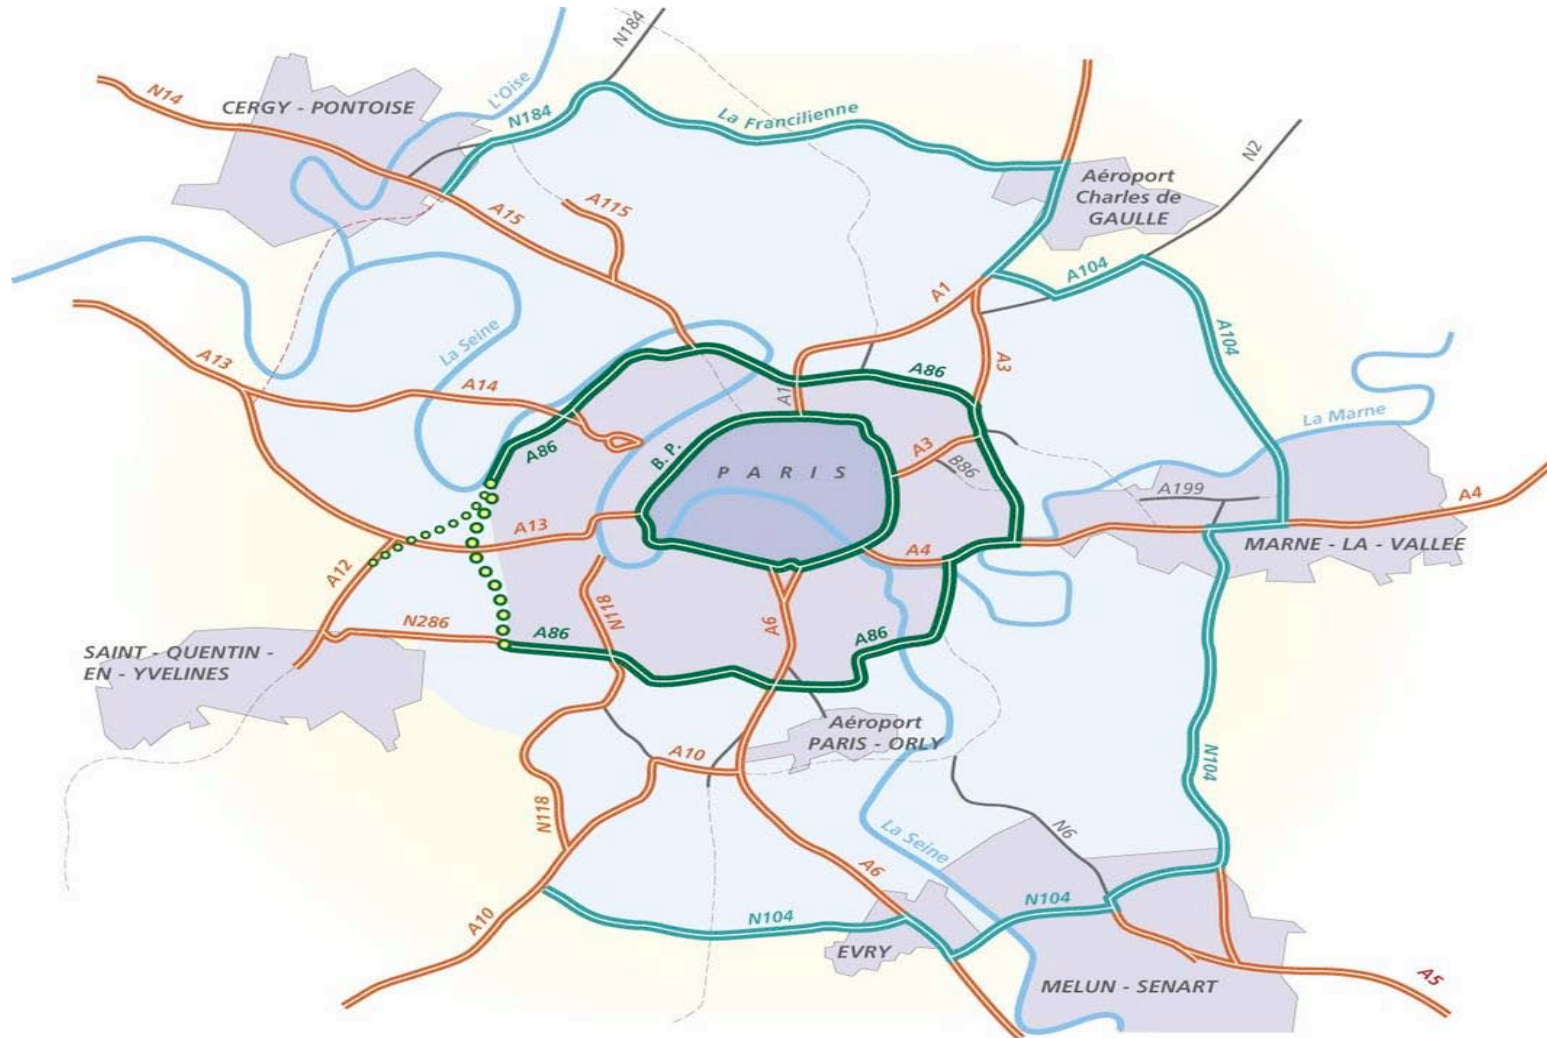 N184
L'Oise
N14
CERGY - PONTOISE
N184
La Francilienne
N2
Aéroport
Charles de
GAULLE
A15
A115
A104
A1
A104
La Seine
A13
A14
A3
A86
A1
La Marne
A86
B. P.
PARIS
A3
B86
A199
A4
MARNE - LA - VALLEE
A13
A4
A12
N286
A86
N118
A6
A86
SAINT - QUENTIN -
EN - YVELINES
Aéroport
PARIS - ORLY
A10
N104
N118
La Seine
N6
A6
A10
N104
N104
EVRY
MELUN - SENART
A5